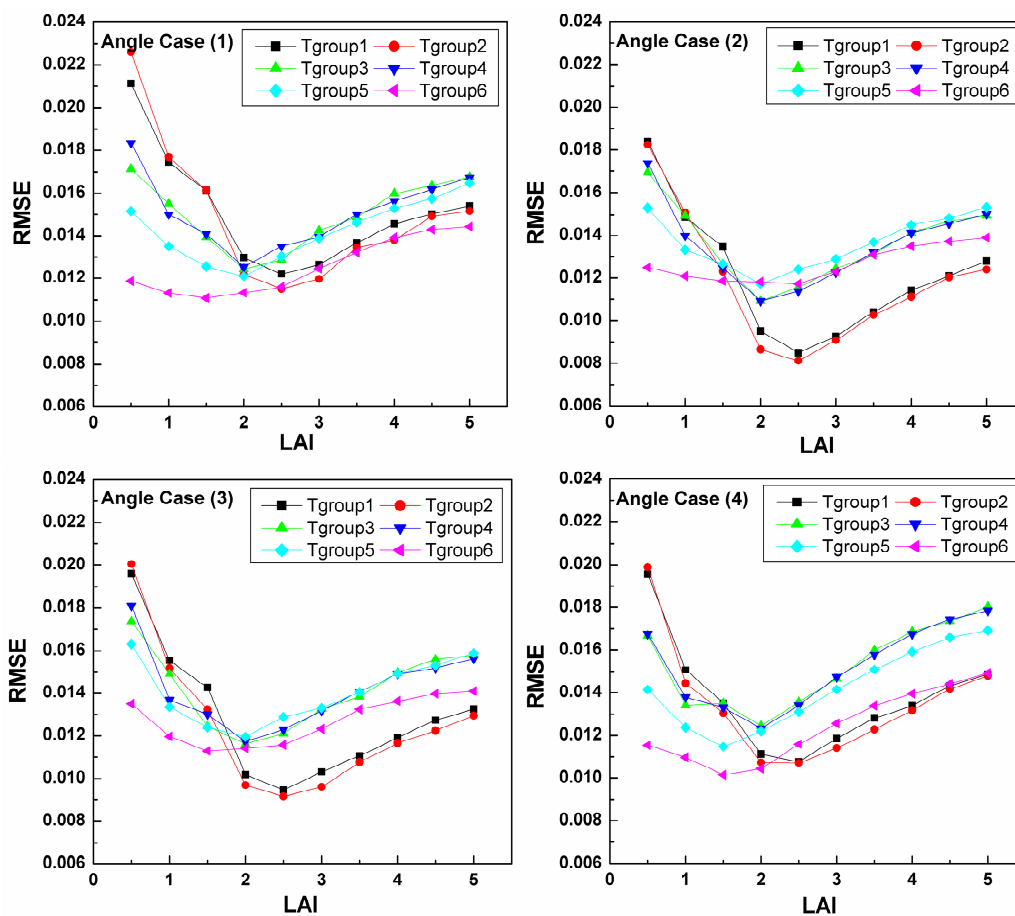 Angle Case (1)
Tgroup1 Tgroup2
Tgroup3 Tgroup4
Tgroup5 Tgroup6
0.024
0.022
0.020
0.018
0.016
0.014
0.012
0.010
0.008
0.006
RMSE
0 1 2 3 4 5
LAI
Angle Case (2)
Tgroup1 Tgroup2
Tgroup3 Tgroup4
Tgroup5 Tgroup6
0.024
0.022
0.020
0.018
0.016
0.014
0.012
0.010
0.008
0.006
RMSE
0 1 2 3 4 5
LAI
Angle Case (3)
Tgroup1 Tgroup2
Tgroup3 Tgroup4
Tgroup5 Tgroup6
0.024
0.022
0.020
0.018
0.016
0.014
0.012
0.010
0.008
0.006
RMSE
0 1 2 3 4 5
LAI
Angle Case (4)
Tgroup1 Tgroup2
Tgroup3 Tgroup4
Tgroup5 Tgroup6
0.024
0.022
0.020
0.018
0.016
0.014
0.012
0.010
0.008
0.006
RMSE
0 1 2 3 4 5
LAI